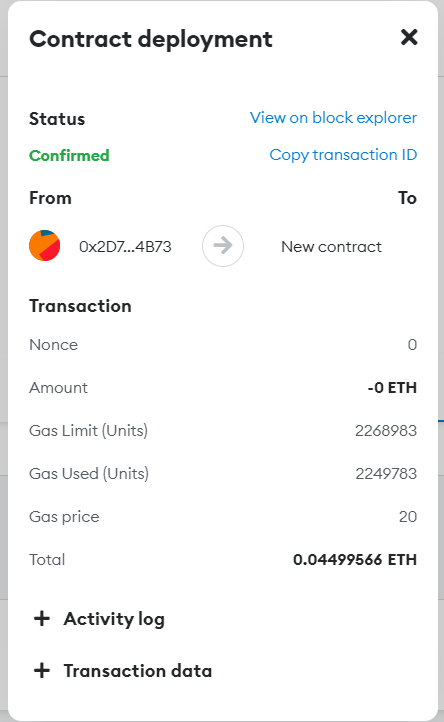 Contract deployment
Status View on block explorer
Confirmed Copy transaction ID
From To
0x2D7...4B73 New contract
Transaction
Nonce 0
Amount -0 ETH
Gas Limit (Units) 2268983
Gas Used (Units) 2249783
Gas price 20
Total 0.04499566 ETH
+ Activity log
+ Transaction data